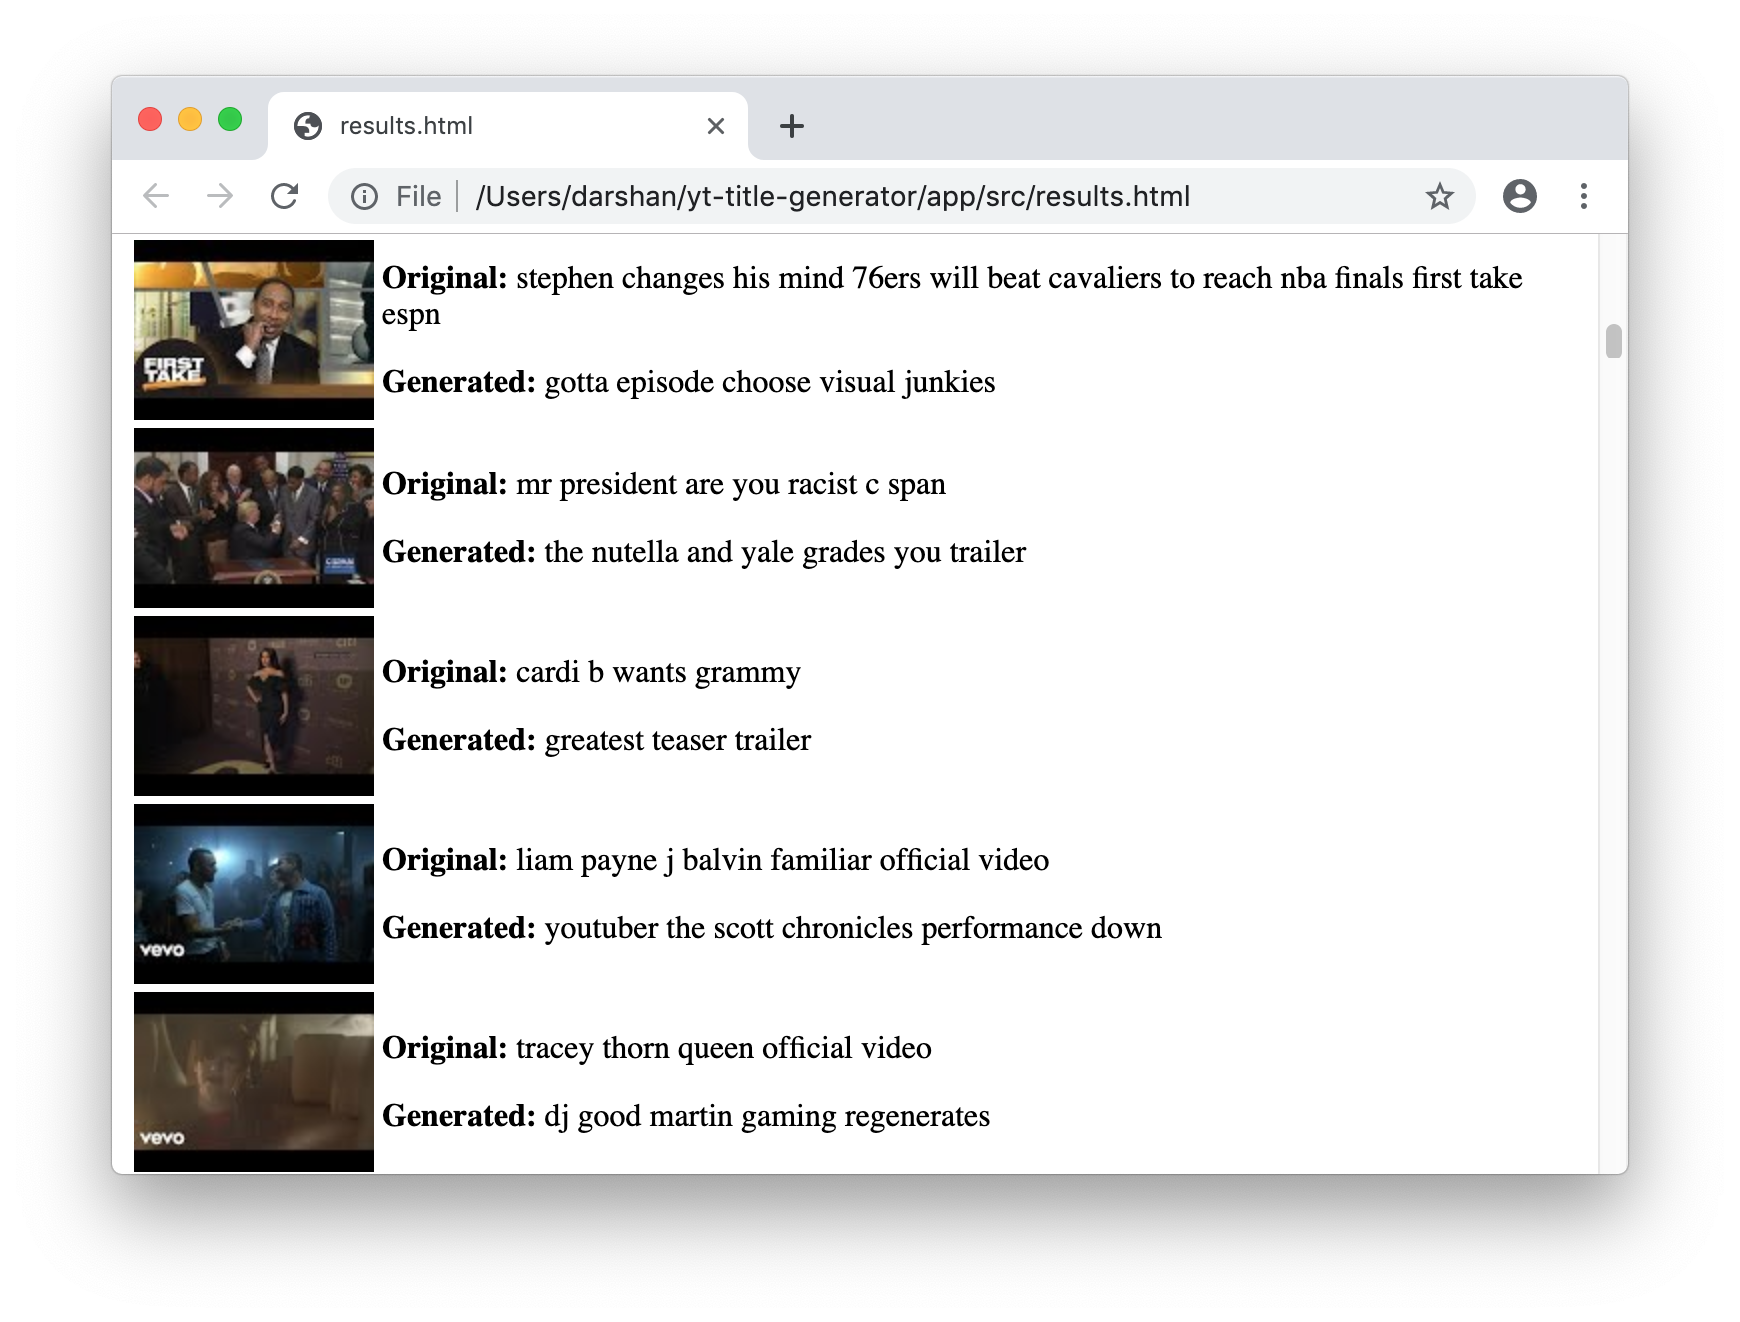 results.html
File /Users/darshan/yt-title-generator/app/src/results.html
FIRST
TAKE
Original: stephen changes his mind 76ers will beat cavaliers to reach nba finals first take
espn
Generated: gotta episode choose visual junkies
Original: mr president are you racist c span
Generated: the nutella and yale grades you trailer
Original: cardi b wants grammy
Generated: greatest teaser trailer
vevo
Original: liam payne j balvin familiar official video
Generated: youtuber the scott chronicles performance down
vevo
Original: tracey thorn queen official video
Generated: dj good martin gaming regenerates